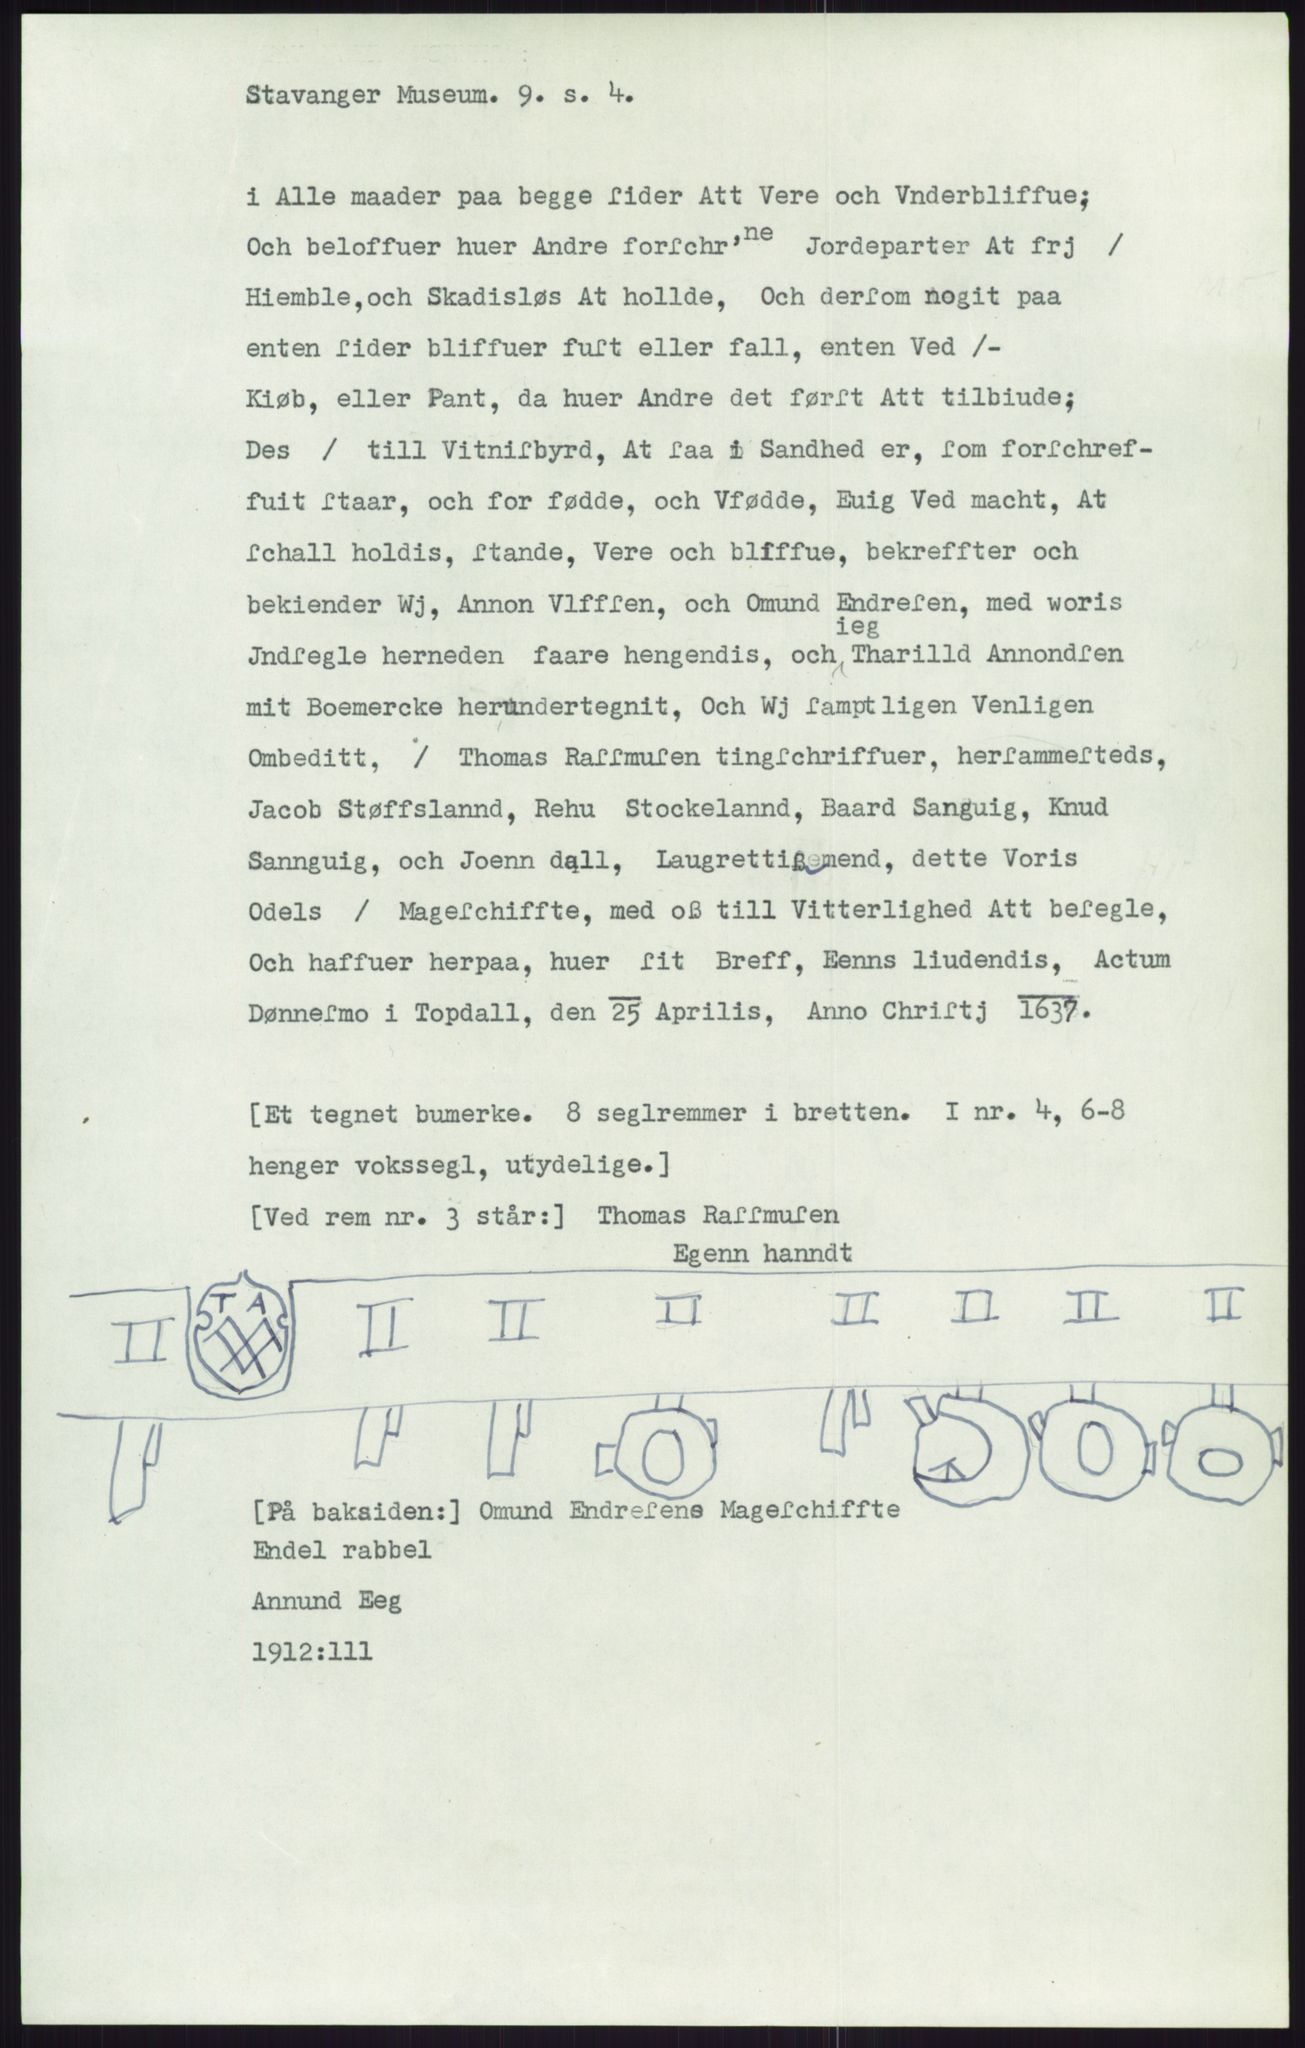 Stavanger Museum. 9. s. 4.
i Alle maader paa begge ſider Att Vere och Vnderbliffue;
Och beloffuer huer Andre forſchr'ne Jordeparter At frj /
Hiemble,och Skadisløs At hollde, Och derſom nogit paa
enten ſider bliffuer fuſt eller fall, enten Ved /-
Kiøb, eller Pant, da huer Andre det førſt Att tilbiude;
Des / till Vitniſbyrd, At ſaa i Sandhed er, ſom forſchref-
fuit ſtaar, och for fødde, och Vfødde, Euig Ved macht, At
ſchall holdis, ſtande, Vere och bliffue, bekreffter och
bekiender Wj, Annon Vlffſen, och Omund Endreſen, med woris
ieg
Jndſegle herneden faare hengendis, och Tharilld Annondſen
mit Boemercke herundertegnit, Och Wj ſamptligen Venligen
Ombeditt, / Thomas Raſſmuſen tingſchriffuer, herſammeſteds,
Jacob Støffslannd, Rehu Stockelannd, Baard Sanguig, Knud
Sannguig, och Joenn dall, Laugrettißmend, dette Voris
Odels / Mageſchiffte, med oß till Vitterlighed Att beſegle,
Och haffuer herpaa, huer ſit Breff, Eenns liudendis, Actum
Dønneſmo i Topdall, den 25 Aprilis, Anno Chriſtj 1637.
[Et tegnet bumerke. 8 seglremmer i bretten. I nr. 4, 6-8
henger vokssegl, utydelige.]
[Ved rem nr. 3 står:] Thomas Raſſmuſen
Egenn hanndt
T A
[På baksiden:] Omund Endreſens Mageſchiffte
Endel rabbel
Annund Eeg
1912:111